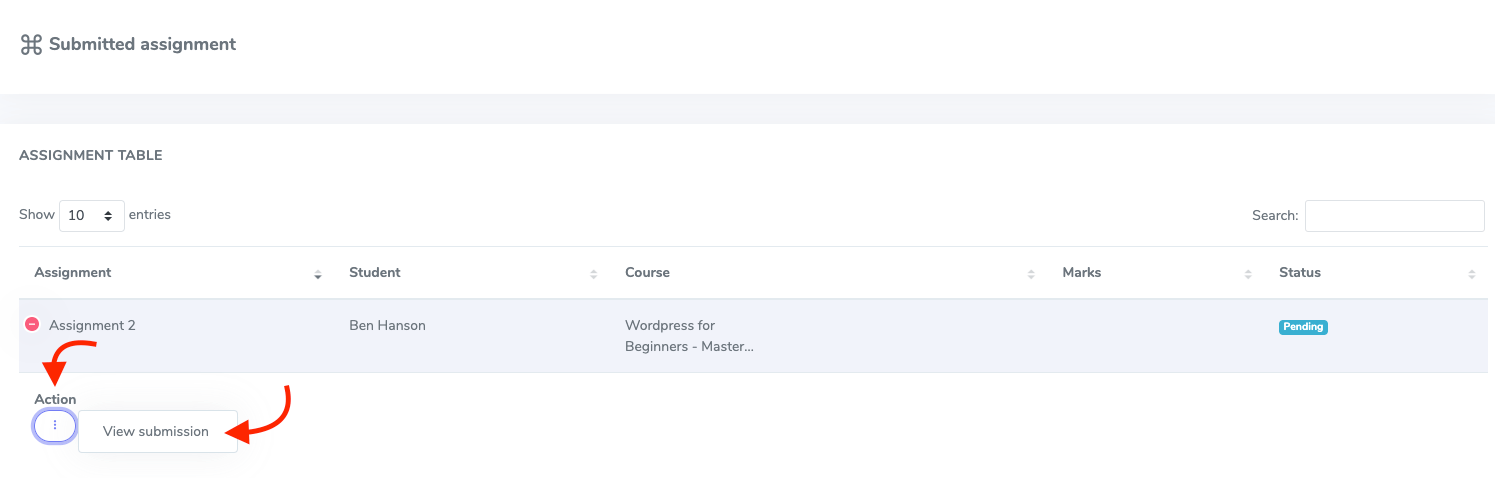 Submitted assignment
ASSIGNMENT TABLE
Show 10 entries
Search:
Assignment Student Course Marks Status
Assignment 2 Ben Hanson Wordpress for Pending
Beginners - Master...
Action
View submission